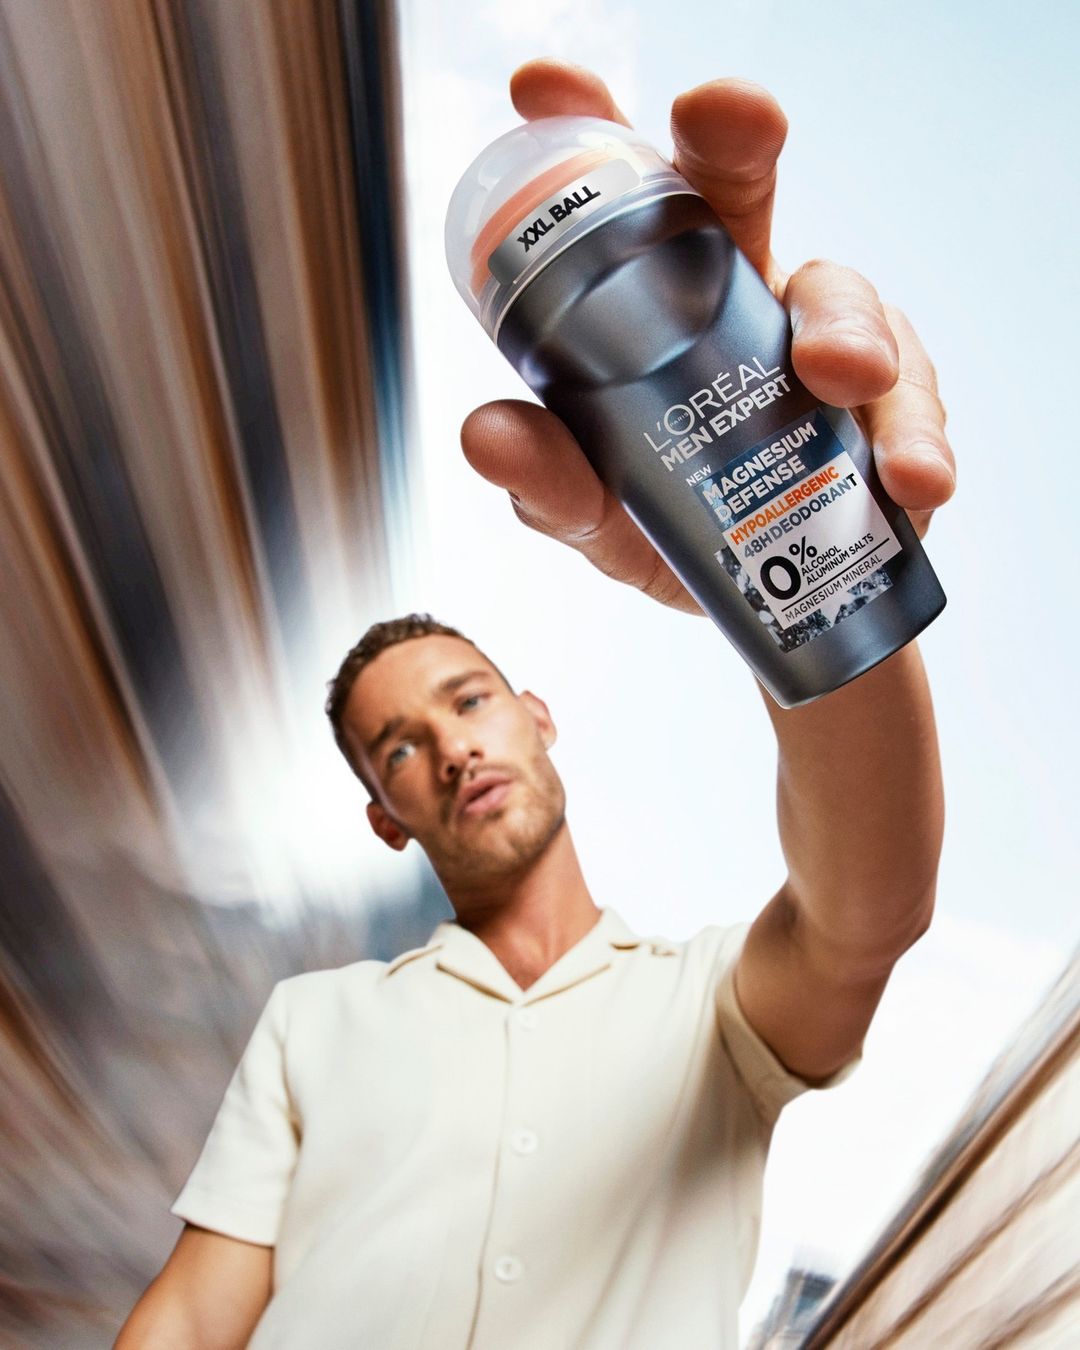 XXL BALL
L'ORÉAL
PARIS
MEN EXPERT
NEW
MAGNESIUM
DEFENSE
HYPOALLERGENIC
48H DEODORANT
0%
ALCOHOL
ALUMINUM SALTS
MAGNESIUM MINERAL